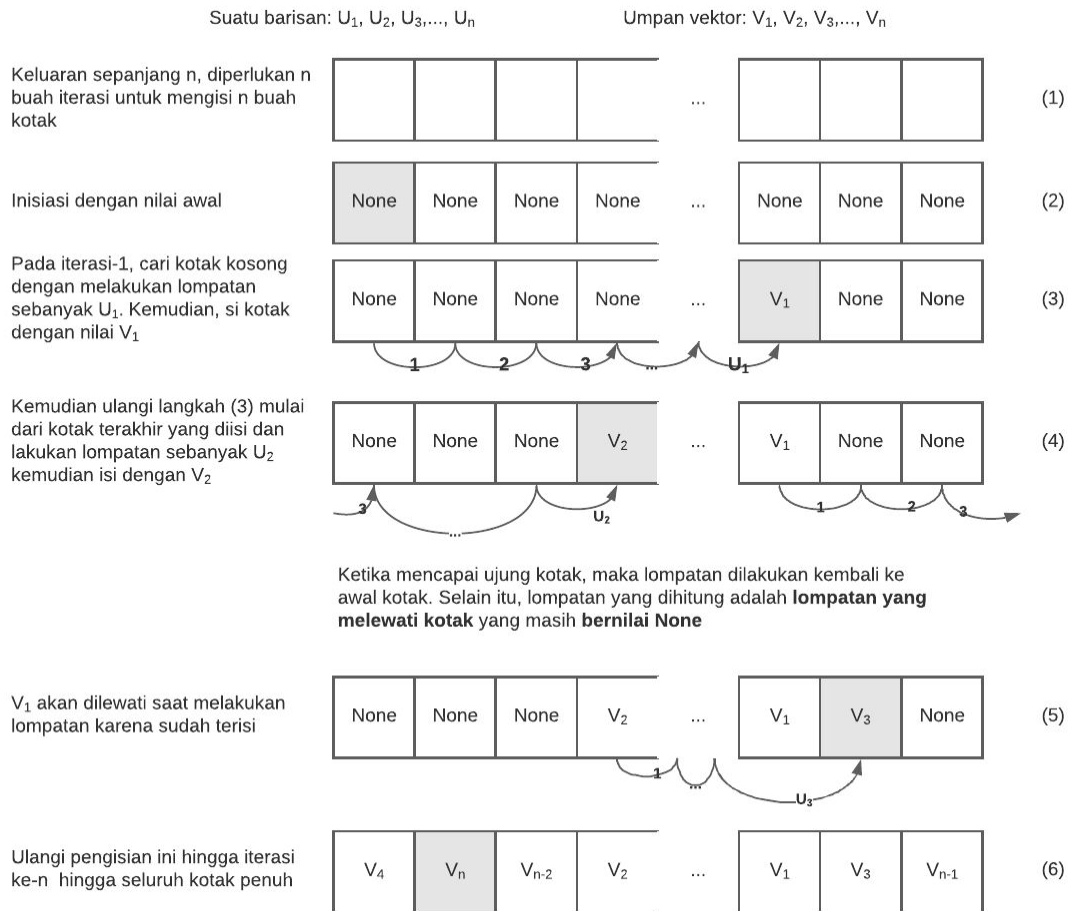 Suatu barisan: U₁, U₂, U₃,..., Uₙ
Umpan vektor: V₁, V₂, V₃,..., Vₙ
Keluaran sepanjang n, diperlukan n
buah iterasi untuk mengisi n buah
kotak
...
(1)
Inisiasi dengan nilai awal
None None None None ... None None None
(2)
Pada iterasi-1, cari kotak kosong
dengan melakukan lompatan
sebanyak U₁. Kemudian, si kotak
dengan nilai V₁
None None None None ... V₁ None None
(3)
1 2 3 ... U₁
Kemudian ulangi langkah (3) mulai
dari kotak terakhir yang diisi dan
lakukan lompatan sebanyak U₂
kemudian isi dengan V₂
None None None V₂ ... V₁ None None
(4)
3 ... U₂ 1 2 3
Ketika mencapai ujung kotak, maka lompatan dilakukan kembali ke
awal kotak. Selain itu, lompatan yang dihitung adalah lompatan yang
melewati kotak yang masih bernilai None
V₁ akan dilewati saat melakukan
lompatan karena sudah terisi
None None None V₂ ... V₁ V₃ None
(5)
1 ... U₃
Ulangi pengisian ini hingga iterasi
ke-n hingga seluruh kotak penuh
V₄ Vₙ Vₙ₋₂ V₂ ... V₁ V₃ Vₙ₋₁
(6)